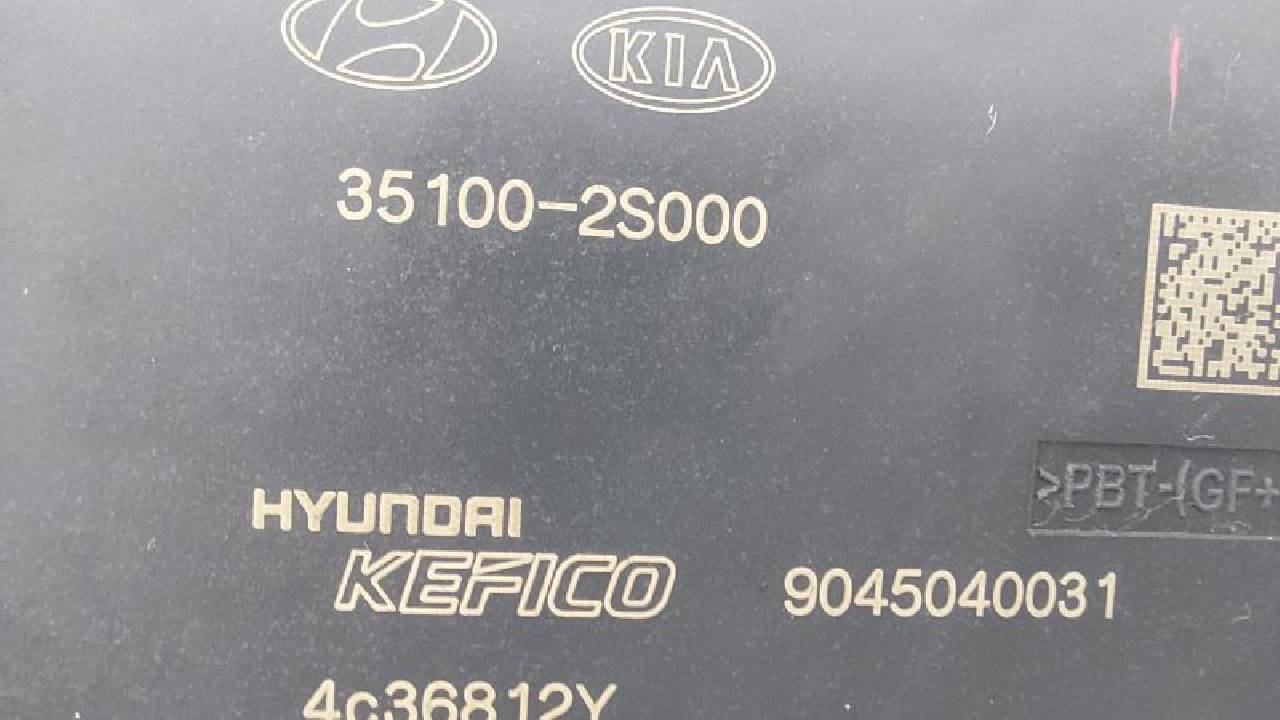 KIA
35100-2S000
>PBT-(GF+
HYUNDAI
KEFICO 9045040031
4c36812Y